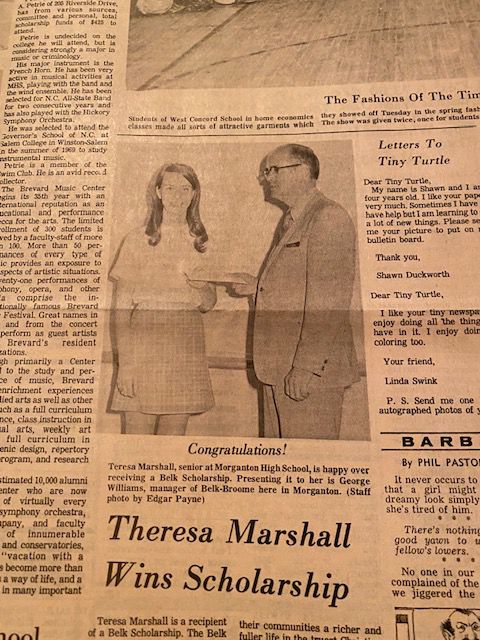 A. Petrie of 205 Riverside Drive,
has from various sources,
committee and personal, total
scholarship funds of $425 to
attend.
Petrie is undecided on the
college he will attend, but is
considering strongly a major in
music or criminology.
His major instrument is the
French Horn. He has been very
active in musical activities at
MHS, playing with the band and
the wind ensemble. He has been
selected for N.C. All-State Band
for two consecutive years and
has also played with the Hickory
Symphony Orchestra.
He was selected to attend the
Governor's School of N.C. at
Salem College in Winston-Salem
in the summer of 1969 to study
instrumental music.
Petrie is a member of the
Swim Club. He is an avid record
collector.
The Brevard Music Center
its 35th year with an
international reputation as an
educational and performance
mecca for the arts. The limited
enrollment of 300 students is
by a faculty-staff of more
100. More than 50 per-
of every type of
provides an exposure to
aspects of artistic situations.
performances of
opera, and other
comprise the in-
famous Brevard
Festival. Great names in
and from the concert
perform as guest artists
Brevard's resident
primarily a Center
to the study and per-
of music, Brevard
enrichment experiences
arts as well as other
such as a full curriculum
class instruction in
arts, weekly art
full curriculum in
design, repertory
program, and research
estimated 10,000 alumni
who are now
of virtually every
symphony orchestra,
and faculty
of innumerable
and conservatories,
"vacation with a
become more than
a way of life, and a
in many important
The Fashions Of The
Students of West Concord School in home economics
classes made all sorts of attractive garments which
they showed off Tuesday in the spring
The show was given twice, once for students
Congratulations!
Teresa Marshall, senior at Morganton High School, is happy over
receiving a Belk Scholarship. Presenting it to her is George
Williams, manager of Belk-Broome here in Morganton. (Staff
photo by Edgar Payne)
Theresa Marshall
Wins Scholarship
Teresa Marshall is a recipient
of a Belk Scholarship. The Belk
their communities a richer and
fuller life in the
Letters To
Tiny Turtle
Dear Tiny Turtle,
My name is Shawn and I
four years old. I like your
very much. Sometimes I have
have help but I am learning to
a lot of new things. Please
me your picture to put on
bulletin board.
Thank you,
Shawn Duckworth
Dear Tiny Turtle,
I like your tiny
enjoy doing all the
have in it. I enjoy
coloring too.
Your friend,
Linda Swink
P. S. Send me one
autographed photos of
BARB
By PHIL
It never occurs to
that a girl might
dreamy look simply
she's tired of him.
* * *
There's nothing
good yawn to
fellow's lowers.
* * *
No one in our
complained of the
we jiggered the